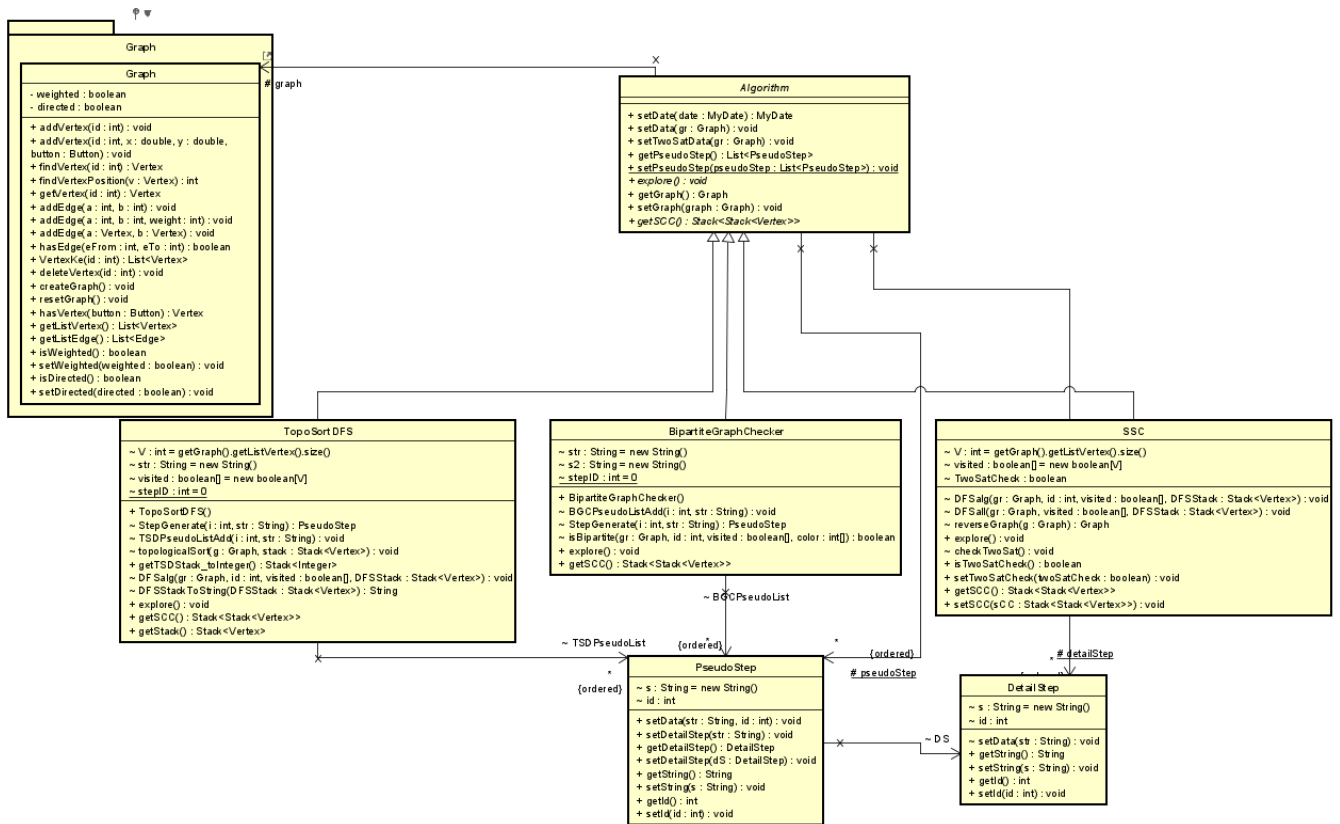 Graph
Graph
- weighted : boolean
- directed : boolean
+ addVertex(id : int) : void
+ addVertex(id : int, x : double, y : double,
button : Button) : void
+ findVertex(id : int) : Vertex
+ findVertexPosition(v : Vertex) : int
+ getVertex(id : int) : Vertex
+ addEdge(a : int, b : int) : void
+ addEdge(a : int, b : int, weight : int) : void
+ addEdge(a : Vertex, b : Vertex) : void
+ hasEdge(eFrom : int, eTo : int) : boolean
+ VertexKe(id : int) : List<Vertex>
+ deleteVertex(id : int) : void
+ createGraph() : void
+ resetGraph() : void
+ hasVertex(button : Button) : Vertex
+ getListVertex() : List<Vertex>
+ getListEdge() : List<Edge>
+ isWeighted() : boolean
+ setWeighted(weighted : boolean) : void
+ isDirected() : boolean
+ setDirected(directed : boolean) : void
# graph
Algorithm
+ setDate(date : MyDate) : MyDate
+ setData(gr : Graph) : void
+ setTwoSatData(gr : Graph) : void
+ getPseudoStep() : List<PseudoStep>
+ setPseudoStep(pseudoStep : List<PseudoStep>) : void
+ explore() : void
+ getGraph() : Graph
+ setGraph(graph : Graph) : void
+ getSCC() : Stack<Stack<Vertex>>
TopoSortDFS
~ V : int = getGraph().getListVertex().size()
~ str : String = new String()
~ visited : boolean[] = new boolean[V]
~ stepID : int = 0
+ TopoSortDFS()
~ StepGenerate(i : int, str : String) : PseudoStep
~ TSDPseudoListAdd(i : int, str : String) : void
~ topologicalSort(g : Graph, stack : Stack<Vertex>) : void
+ getTSDStack_toInteger() : Stack<Integer>
~ DFSalg(gr : Graph, id : int, visited : boolean[], DFSStack : Stack<Vertex>) : void
~ DFSStackToString(DFSStack : Stack<Vertex>) : String
+ explore() : void
+ getSCC() : Stack<Stack<Vertex>>
+ getStack() : Stack<Vertex>
BipartiteGraphChecker
~ str : String = new String()
~ s2 : String = new String()
~ stepID : int = 0
+ BipartiteGraphChecker()
~ BGCPseudoListAdd(i : int, str : String) : void
~ StepGenerate(i : int, str : String) : PseudoStep
~ isBipartite(gr : Graph, id : int, visited : boolean[], color : int[]) : boolean
+ explore() : void
+ getSCC() : Stack<Stack<Vertex>>
SSC
~ V : int = getGraph().getListVertex().size()
~ visited : boolean[] = new boolean[V]
~ TwoSatCheck : boolean
~ DFSalg(gr : Graph, id : int, visited : boolean[], DFSStack : Stack<Vertex>) : void
~ DFSall(gr : Graph, visited : boolean[], DFSStack : Stack<Vertex>) : void
~ reverseGraph(g : Graph) : Graph
+ explore() : void
~ checkTwoSat() : void
+ isTwoSatCheck() : boolean
+ setTwoSatCheck(twoSatCheck : boolean) : void
+ getSCC() : Stack<Stack<Vertex>>
+ setSCC(sCC : Stack<Stack<Vertex>>) : void
~ BGCPseudoList
*
{ordered}
~ TSDPseudoList
*
{ordered}
*
{ordered}
# pseudoStep
# detailStep
*
PseudoStep
~ s : String = new String()
~ id : int
+ setData(str : String, id : int) : void
+ setDetailStep(str : String) : void
+ getDetailStep() : DetailStep
+ setDetailStep(dS : DetailStep) : void
+ getString() : String
+ setString(s : String) : void
+ getId() : int
+ setId(id : int) : void
~ DS
DetailStep
~ s : String = new String()
~ id : int
~ setData(str : String) : void
+ getString() : String
+ setString(s : String) : void
+ getId() : int
+ setId(id : int) : void